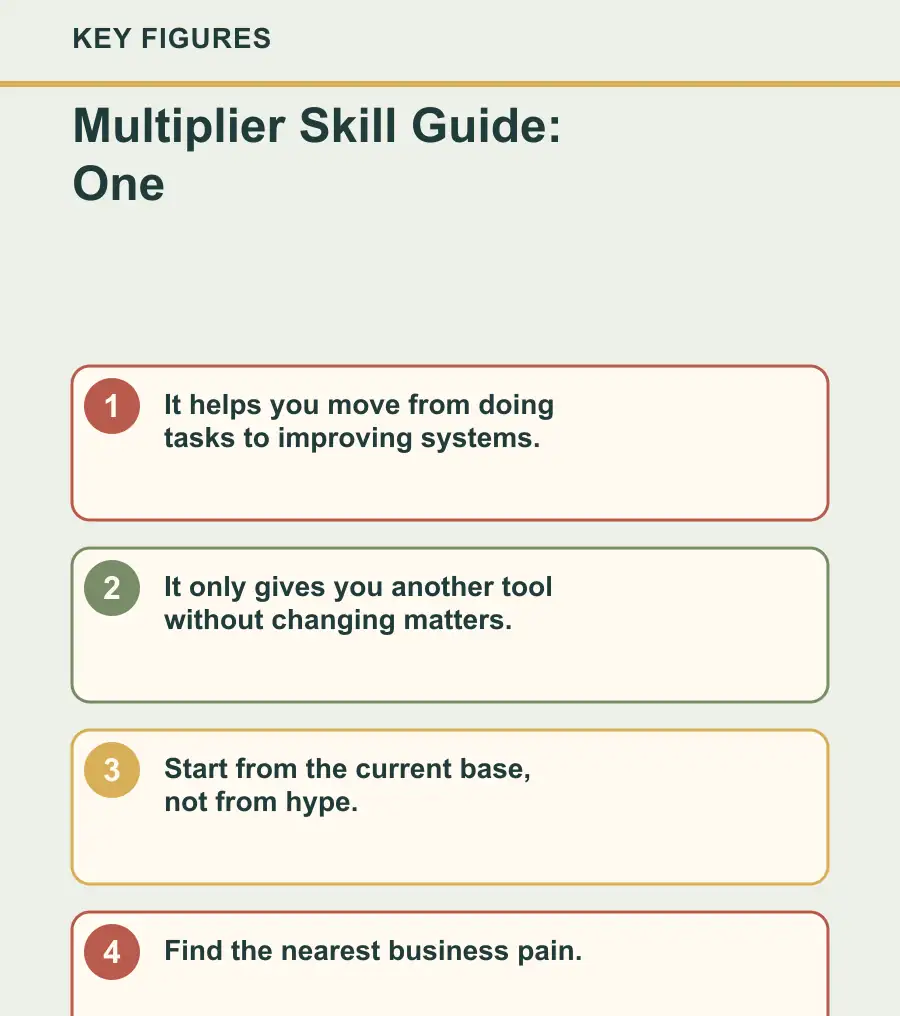 KEY FIGURES
Multiplier Skill Guide:
One
1
It helps you move from doing
tasks to improving systems.
2
It only gives you another tool
without changing matters.
3
Start from the current base,
not from hype.
4
Find the nearest business pain.